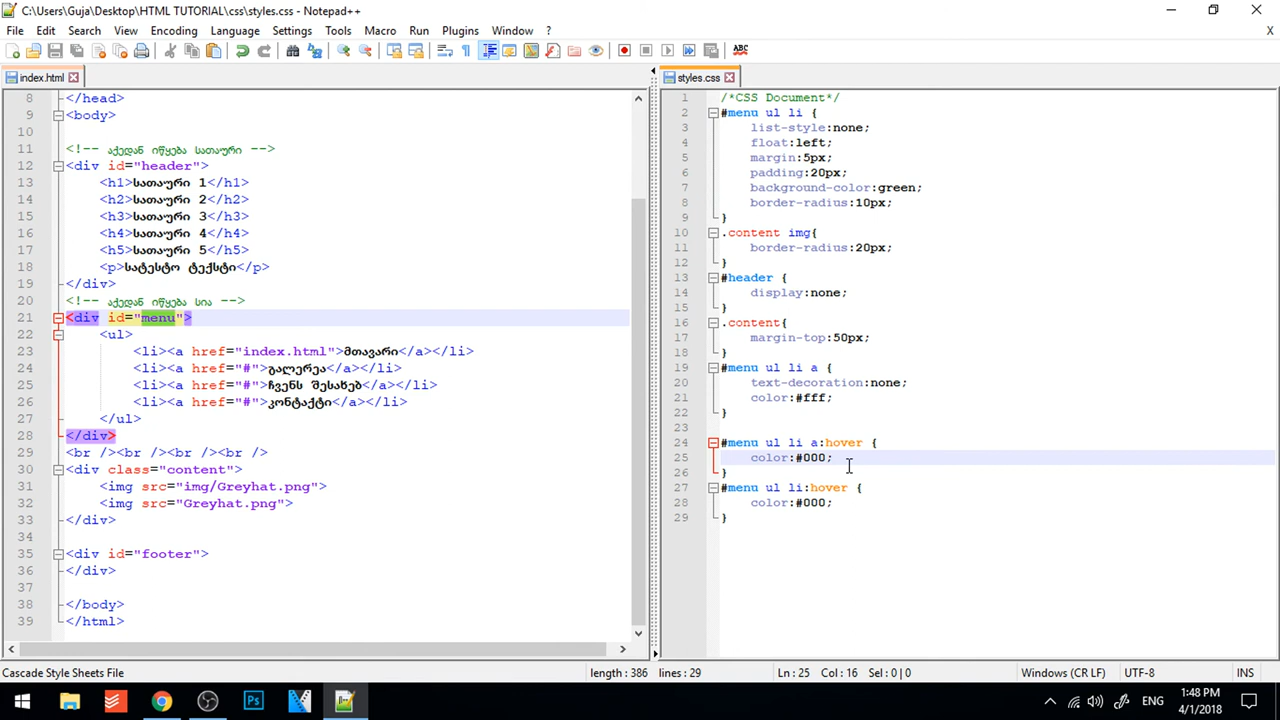 C:\Users\Guja\Desktop\HTML TUTORIAL\css\styles.css - Notepad++
File Edit Search View Encoding Language Settings Tools Macro Run Plugins Window ? X
ABC
index.html
8 </head>
9 <body>
10
11 <!-- აქედან იწყება სათაური -->
12 <div id="header">
13 <h1>სათაური 1</h1>
14 <h2>სათაური 2</h2>
15 <h3>სათაური 3</h3>
16 <h4>სათაური 4</h4>
17 <h5>სათაური 5</h5>
18 <p>სატესტო ტექსტი</p>
19 </div>
20 <!-- აქედან იწყება სია -->
21 <div id="menu">
22 <ul>
23 <li><a href="index.html">მთავარი</a></li>
24 <li><a href="#">გალერეა</a></li>
25 <li><a href="#">ჩვენს შესახებ</a></li>
26 <li><a href="#">კონტაქტი</a></li>
27 </ul>
28 </div>
29 <br /><br /><br /><br />
30 <div class="content">
31 <img src="img/Greyhat.png">
32 <img src="Greyhat.png">
33 </div>
34
35 <div id="footer">
36 </div>
37
38 </body>
39 </html>
styles.css
1 /*CSS Document*/
2 #menu ul li {
3 list-style:none;
4 float:left;
5 margin:5px;
6 padding:20px;
7 background-color:green;
8 border-radius:10px;
9 }
10 .content img{
11 border-radius:20px;
12 }
13 #header {
14 display:none;
15 }
16 .content{
17 margin-top:50px;
18 }
19 #menu ul li a {
20 text-decoration:none;
21 color:#fff;
22 }
23
24 #menu ul li a:hover {
25 color:#000;
26 }
27 #menu ul li:hover {
28 color:#000;
29 }
Cascade Style Sheets File length : 386 lines : 29 Ln : 25 Col : 16 Sel : 0 | 0 Windows (CR LF) UTF-8 INS
Ps
ENG
1:48 PM
4/1/2018